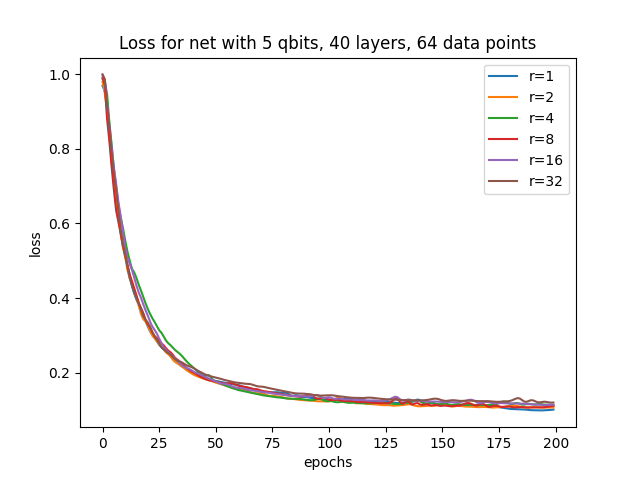 Loss for net with 5 qbits, 40 layers, 64 data points
r=1
r=2
r=4
r=8
r=16
r=32
1.0
0.8
0.6
0.4
0.2
loss
0 25 50 75 100 125 150 175 200
epochs